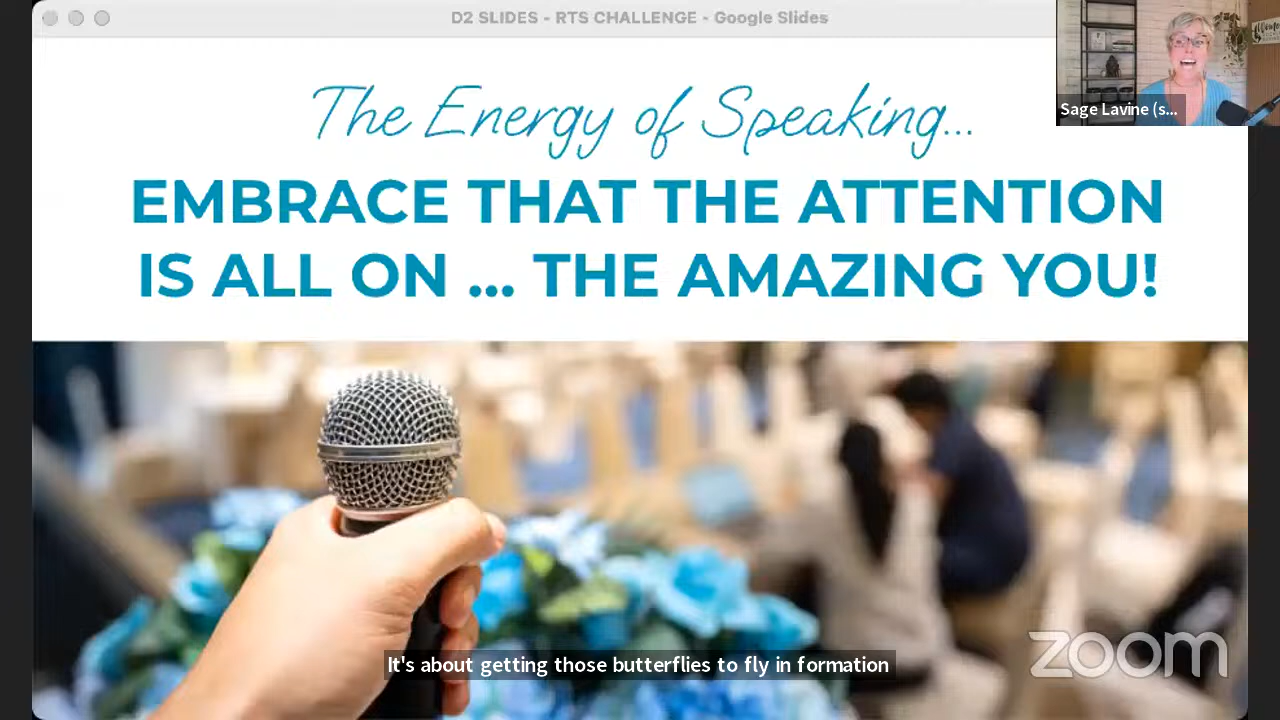 D2 SLIDES - RTS CHALLENGE - Google Slides
The Energy of Speaking...
EMBRACE THAT THE ATTENTION
IS ALL ON ... THE AMAZING YOU!
Sage Lavine (s...
It's about getting those butterflies to fly in formation
zoom